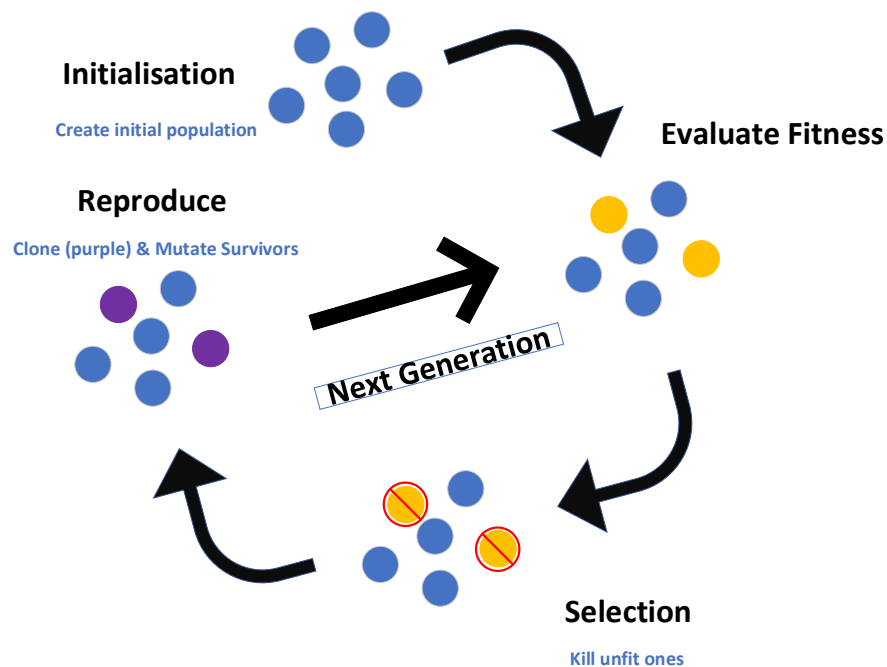 Initialisation
Create initial population
Evaluate Fitness
Reproduce
Clone (purple) & Mutate Survivors
Next Generation
Selection
Kill unfit ones